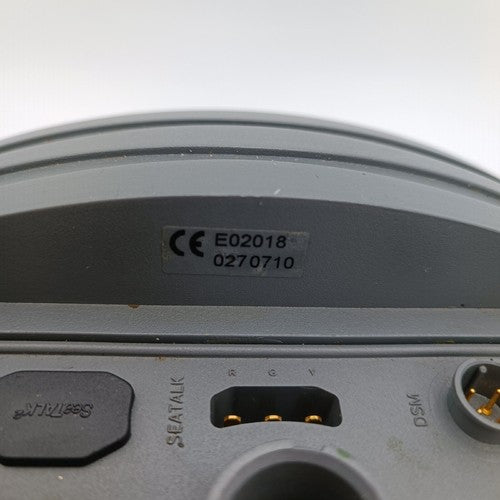 CE E02018
0270710
R G Y
SEATALK
SEATALK
DSM